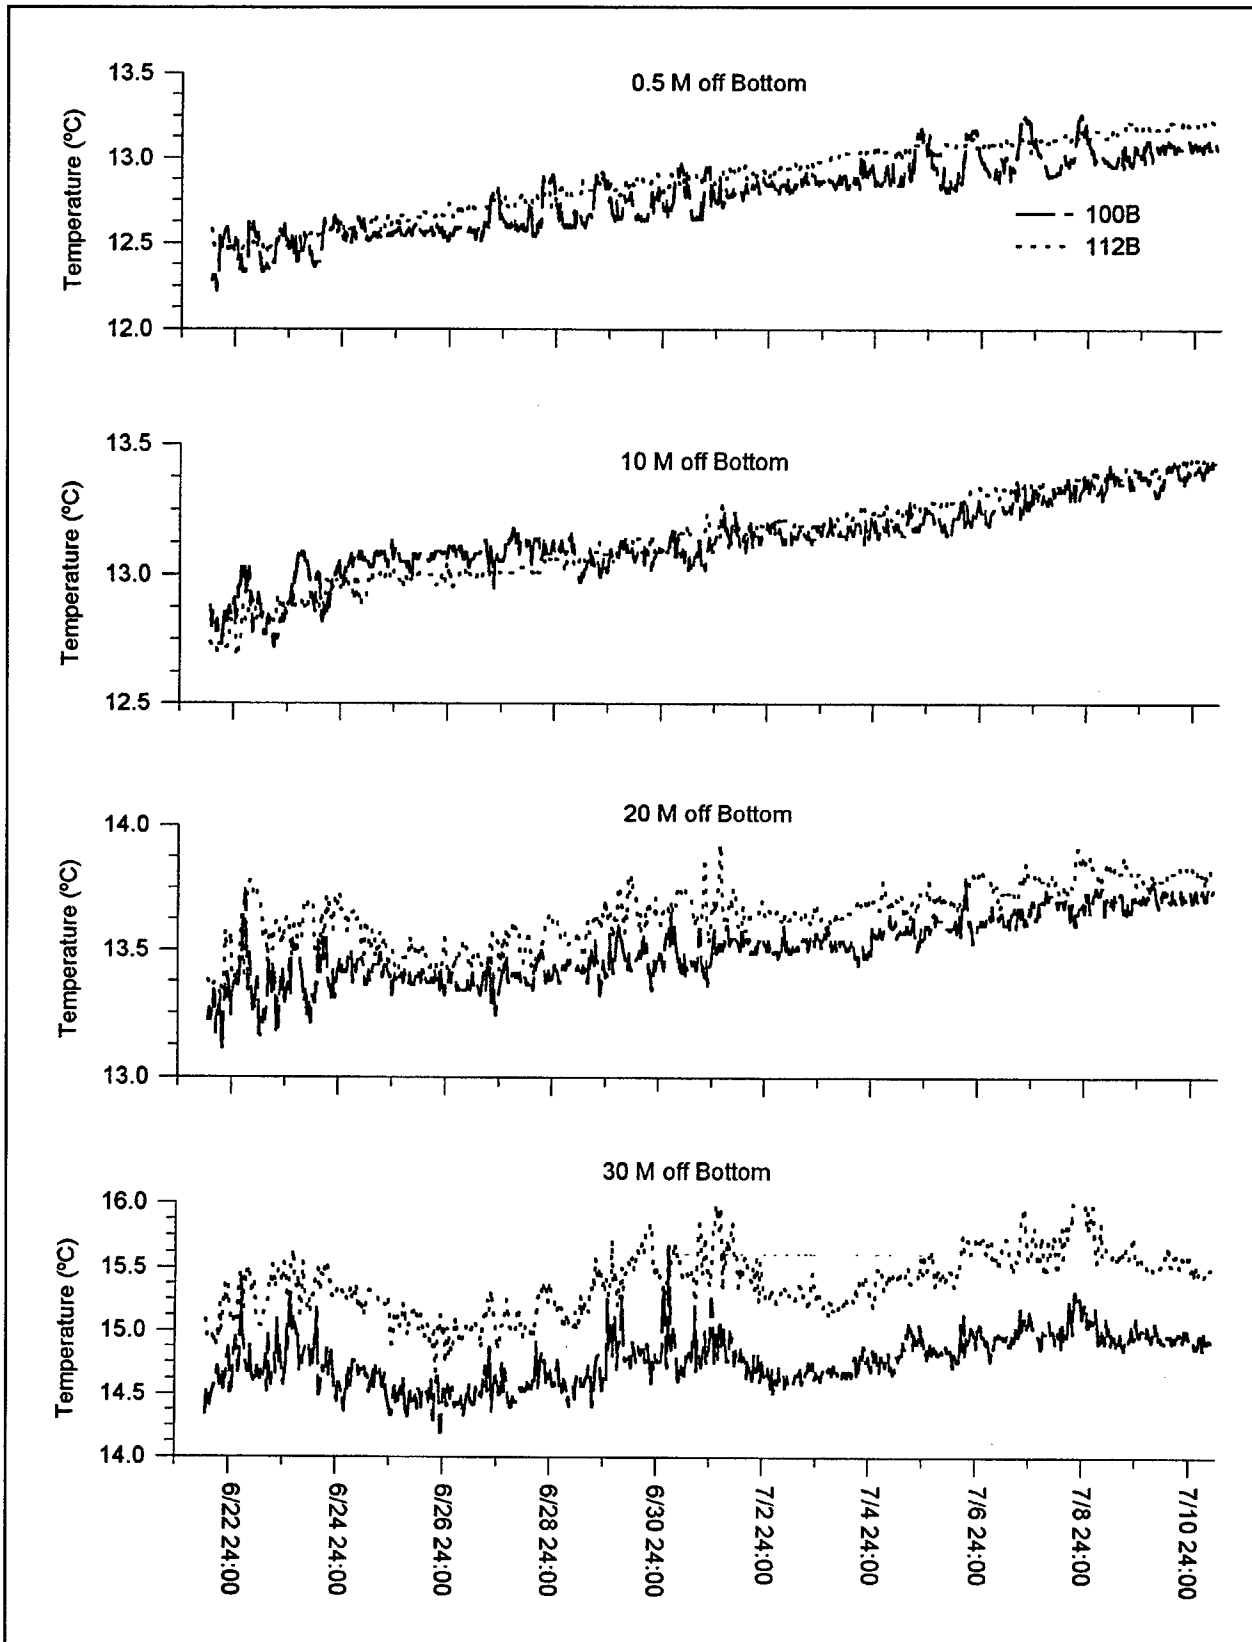 0.5 M off Bottom
13.5
13.0
12.5
12.0
Temperature (ºC)
100B
112B
10 M off Bottom
13.5
13.0
12.5
Temperature (ºC)
20 M off Bottom
14.0
13.5
13.0
Temperature (ºC)
30 M off Bottom
16.0
15.5
15.0
14.5
14.0
Temperature (ºC)
6/22 24:00
6/24 24:00
6/26 24:00
6/28 24:00
6/30 24:00
7/2 24:00
7/4 24:00
7/6 24:00
7/8 24:00
7/10 24:00